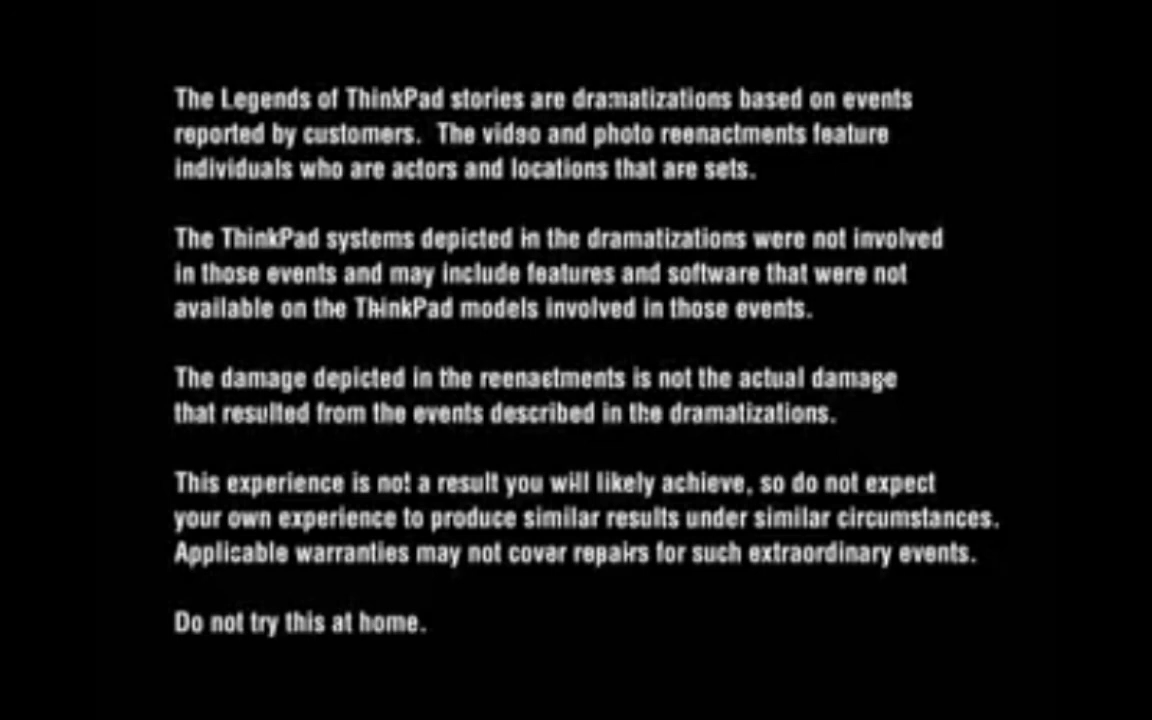 The Legends of ThinkPad stories are dramatizations based on events
reported by customers.  The video and photo reenactments feature
individuals who are actors and locations that are sets.
The ThinkPad systems depicted in the dramatizations were not involved
in those events and may include features and software that were not
available on the ThinkPad models involved in those events.
The damage depicted in the reenactments is not the actual damage
that resulted from the events described in the dramatizations.
This experience is not a result you will likely achieve, so do not expect
your own experience to produce similar results under similar circumstances.
Applicable warranties may not cover repairs for such extraordinary events.
Do not try this at home.